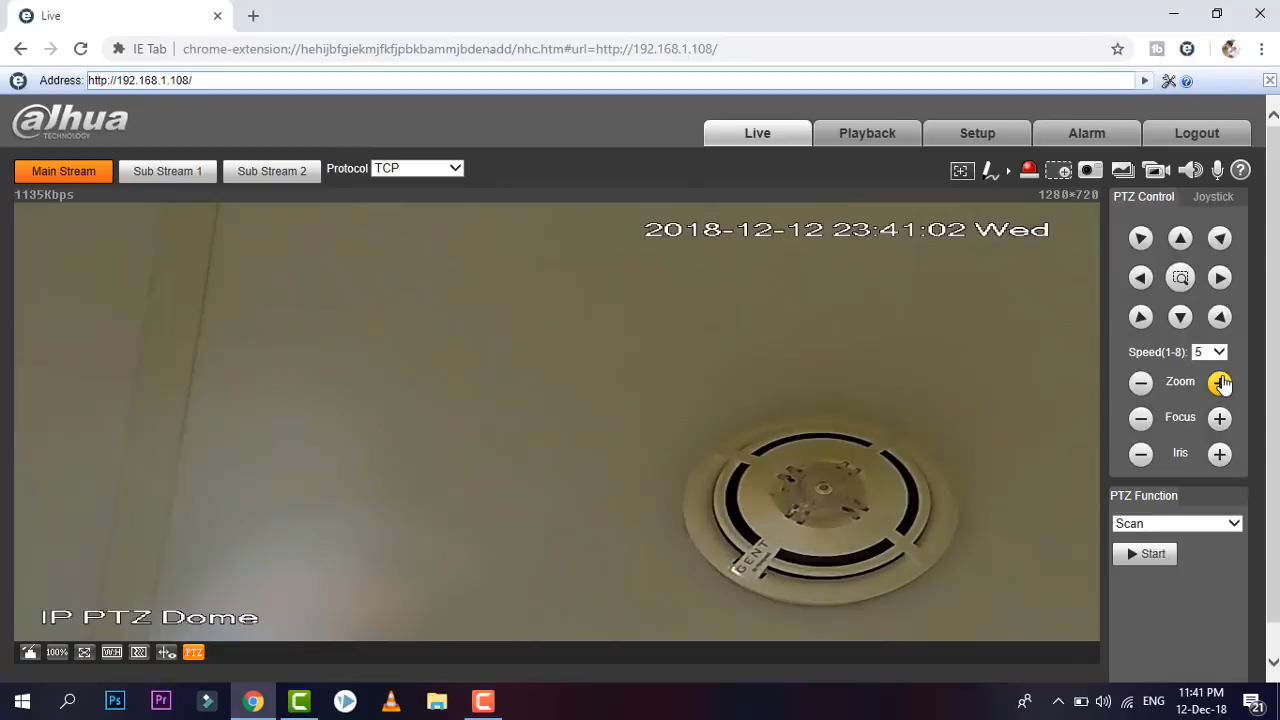 Live
IE Tab
chrome-extension://hehijbfgiekmjfkfjpbkbammjbdenadd/nhc.htm#url=http://192.168.1.108/
Address: http://192.168.1.108/
alhua
TECHNOLOGY
Live Playback Setup Alarm Logout
Main Stream Sub Stream 1 Sub Stream 2 Protocol TCP
1135Kbps 1280*720
PTZ Control Joystick
2018-12-12 23:41:02 Wed
Speed(1-8): 5
Zoom
Focus
Iris
PTZ Function
Scan
Start
GENT
IP PTZ Dome
100% W:H PTZ
Ps Pr
ENG
11:41 PM
12-Dec-18
21